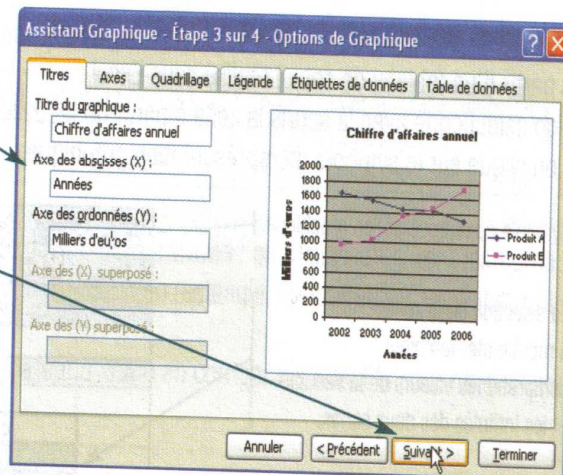 Assistant Graphique - Étape 3 sur 4 - Options de Graphique
Titres Axes Quadrillage Légende Étiquettes de données Table de données
Titre du graphique :
Chiffre d'affaires annuel
Axe des abscisses (X) :
Années
Axe des ordonnées (Y) :
Milliers d'euros
Axe des (X) superposé :
Axe des (Y) superposé :
Chiffre d'affaires annuel
Milliers d'euros
2000
1800
1600
1400
1200
1000
800
600
400
200
0
2002 2003 2004 2005 2006
Années
Produit A
Produit B
Annuler < Précédent Suivant > Terminer